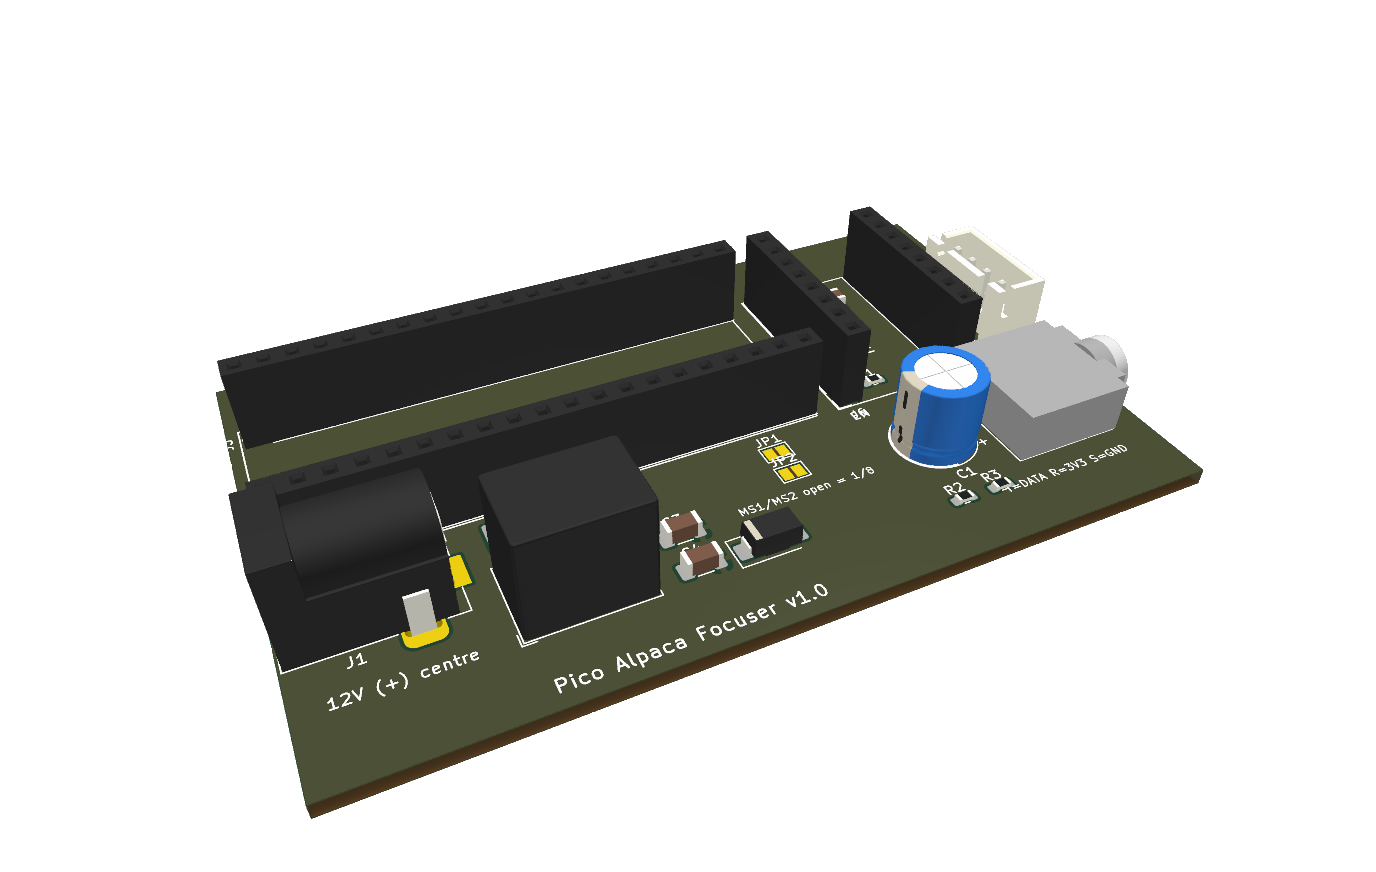 JP1
JP2
MS1/MS2 open = 1/8
C1
R2
R3
=DATA R=3V3 S=GND
+
J1
12V (+) centre
Pico Alpaca Focuser v1.0